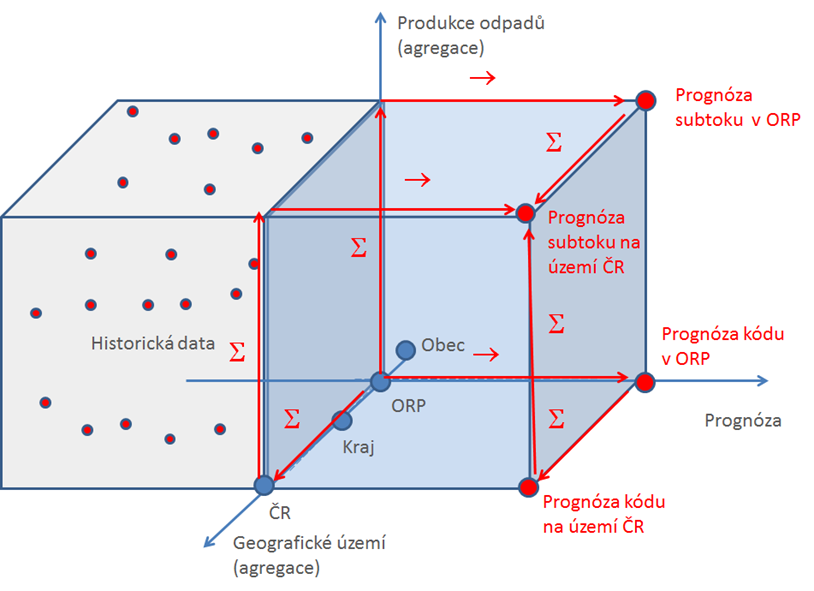 Produkce odpadů
(agregace)
→
Prognóza
subtoku v ORP
Σ
→
Prognóza
subtoku na
území ČR
Σ
Σ
Historická data
Σ
Obec
→
Prognóza kódu
v ORP
ORP
Prognóza
Σ
Σ
Kraj
ČR
Prognóza kódu
na území ČR
Geografické území
(agregace)